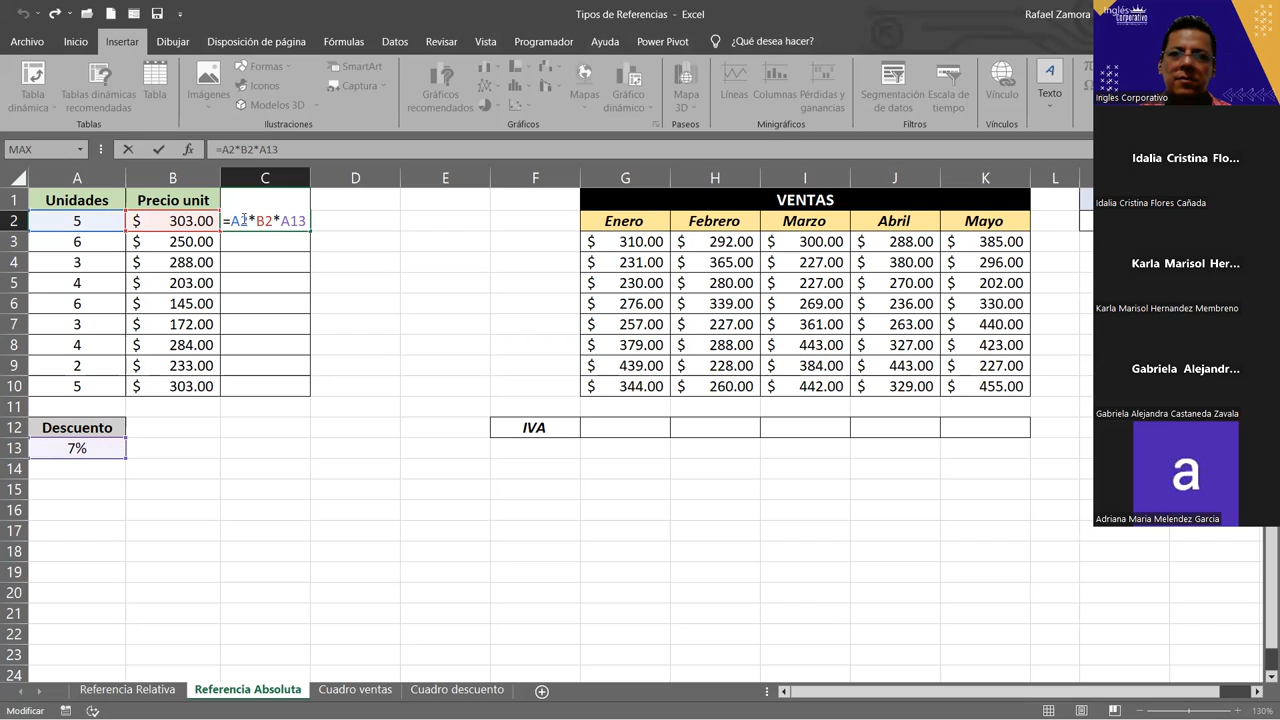 Tipos de Referencias - Excel
Rafael Zamora
Archivo Inicio Insertar Dibujar Disposición de página Fórmulas Datos Revisar Vista Programador Ayuda Power Pivot ¿Qué desea hacer?
Tabla dinámica Tablas dinámicas recomendadas Tabla
Tablas
Imágenes Formas Iconos Modelos 3D SmartArt Captura
Ilustraciones
Gráficos recomendados Mapas Gráfico dinámico
Gráficos
Mapa 3D
Paseos
Líneas Columnas Pérdidas y ganancias
Minigráficos
Segmentación de datos Escala de tiempo
Filtros
Vínculo
Vínculos
Texto
MAX =A2*B2*A13
A B C D E F G H I J K L
1 Unidades Precio unit VENTAS
2 5 $ 303.00 =A2*B2*A13 Enero Febrero Marzo Abril Mayo
3 6 $ 250.00 $ 310.00 $ 292.00 $ 300.00 $ 288.00 $ 385.00
4 3 $ 288.00 $ 231.00 $ 365.00 $ 227.00 $ 380.00 $ 296.00
5 4 $ 203.00 $ 230.00 $ 280.00 $ 227.00 $ 270.00 $ 202.00
6 6 $ 145.00 $ 276.00 $ 339.00 $ 269.00 $ 236.00 $ 330.00
7 3 $ 172.00 $ 257.00 $ 227.00 $ 361.00 $ 263.00 $ 440.00
8 4 $ 284.00 $ 379.00 $ 288.00 $ 443.00 $ 327.00 $ 423.00
9 2 $ 233.00 $ 439.00 $ 228.00 $ 384.00 $ 443.00 $ 227.00
10 5 $ 303.00 $ 344.00 $ 260.00 $ 442.00 $ 329.00 $ 455.00
11
12 Descuento IVA
13 7%
14
15
16
17
18
19
20
21
22
23
24
Referencia Relativa Referencia Absoluta Cuadro ventas Cuadro descuento
Modificar
130%
Inglés
Corporativo
Ingles Corporativo
Idalia Cristina Flo...
Idalia Cristina Flores Cañada
Karla Marisol Her...
Karla Marisol Hernandez Membreno
Gabriela Alejandr...
Gabriela Alejandra Castaneda Zavala
a
Adriana Maria Melendez Garcia